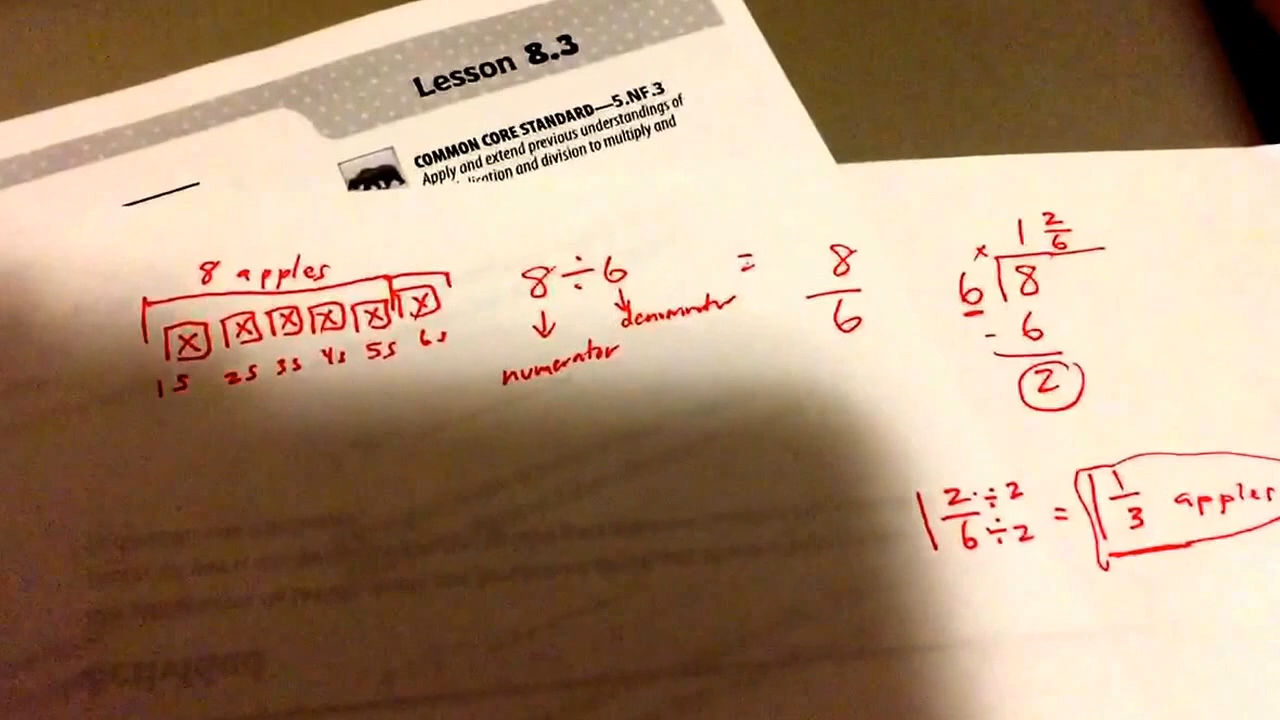 Lesson 8.3
COMMON CORE STANDARD—5.NF.3
Apply and extend previous understandings of
and division to multiply and
8 apples
x x x x x x
1s 2s 3s 4s 5s 6s
8 ÷ 6 = 8/6
numerator
1 2/6
x
6 8
- 6
2
1 2 ÷ 2 / 6 ÷ 2 = 1 1/3 apples